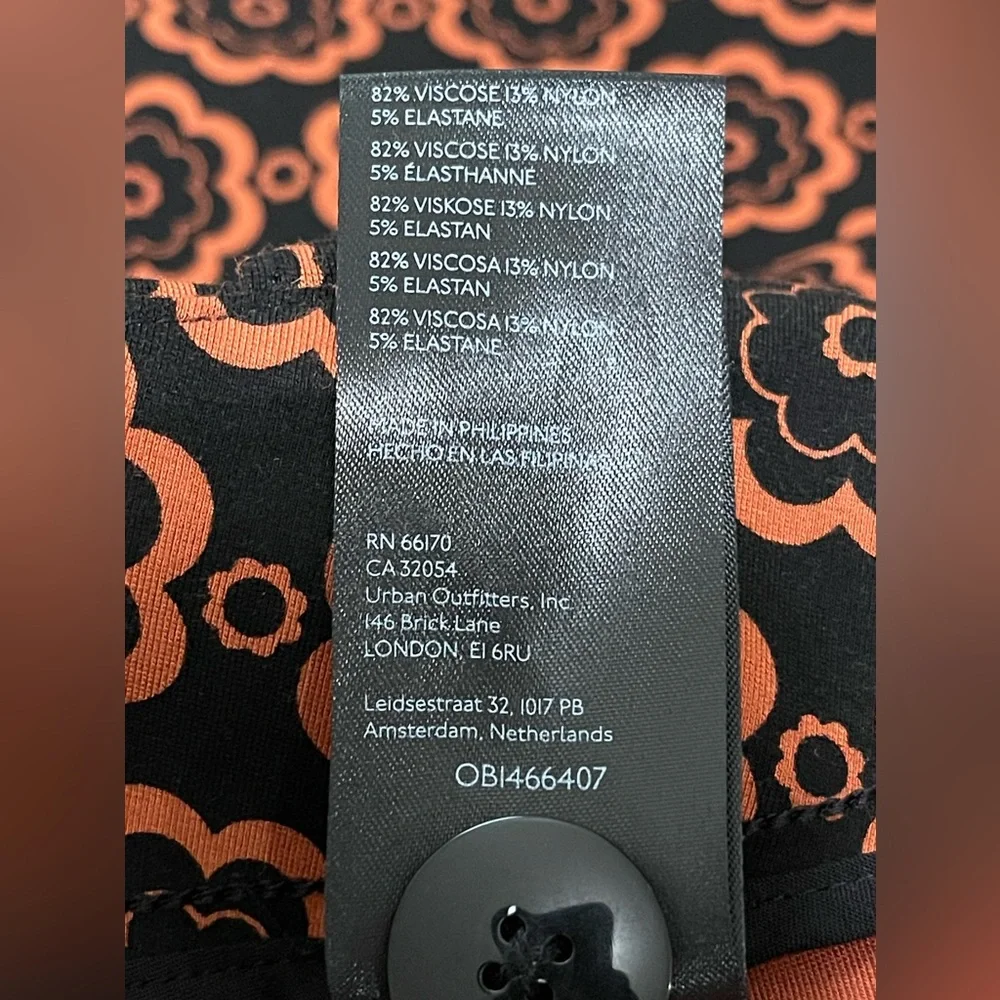 82% VISCOSE 13% NYLON
5% ELASTANE
82% VISCOSE 13% NYLON
5% ÉLASTHANNE
82% VISKOSE 13% NYLON
5% ELASTAN
82% VISCOSA 13% NYLON
5% ELASTAN
82% VISCOSA 13% NYLON
5% ELASTANE
MADE IN PHILIPPINES
HECHO EN LAS FILIPINAS
RN 66170
CA 32054
Urban Outfitters, Inc
146 Brick Lane
LONDON, E1 6RU
Leidsestraat 32, 1017 PB
Amsterdam, Netherlands
OB1466407